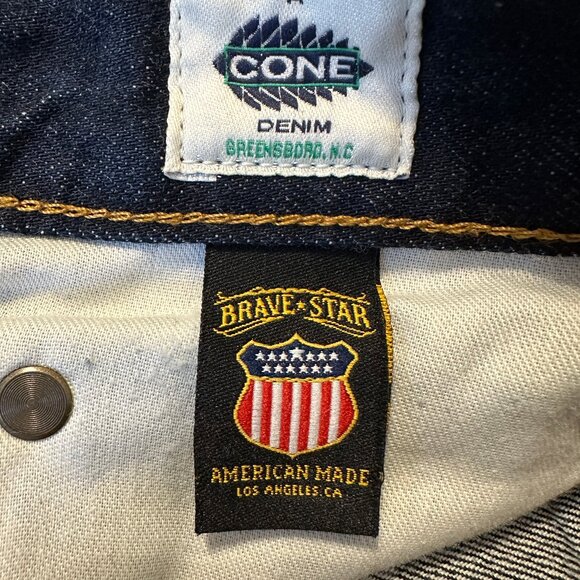 CONE
DENIM
GREENSBORO, N.C
BRAVE★STAR
AMERICAN MADE
LOS ANGELES, CA